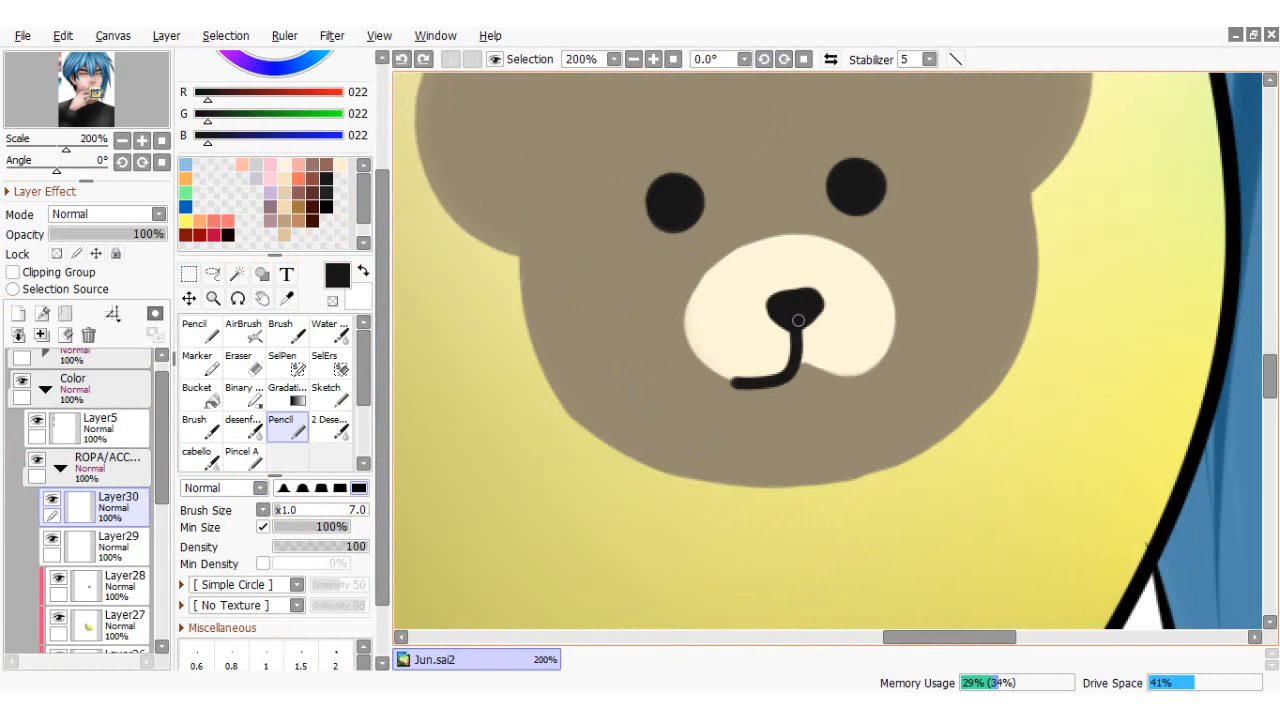 File Edit Canvas Layer Selection Ruler Filter View Window Help
Selection 200% 0.0° Stabilizer 5
Scale 200%
Angle 0°
Layer Effect
Mode Normal
Opacity 100%
Lock
Clipping Group
Selection Source
Normal
100%
Color
Normal
100%
Layer5
Normal
100%
ROPA/ACC...
Normal
100%
Layer30
Normal
100%
Layer29
Normal
100%
Layer28
Normal
100%
Layer27
Normal
100%
R 022
G 022
B 022
T
Pencil AirBrush Brush Water ...
Marker Eraser SelPen SelErs
Bucket Binary ... Gradati... Sketch
Brush desenf... Pencil 2 Dese...
cabello Pincel A
Normal
Brush Size x1.0 7.0
Min Size 100%
Density 100
Min Density 0%
[ Simple Circle ] Intensity 50
[ No Texture ] Intensity 95
Miscellaneous
0.6 0.8 1 1.5 2
Jun.sai2 200%
Memory Usage 29% (34%) Drive Space 41%